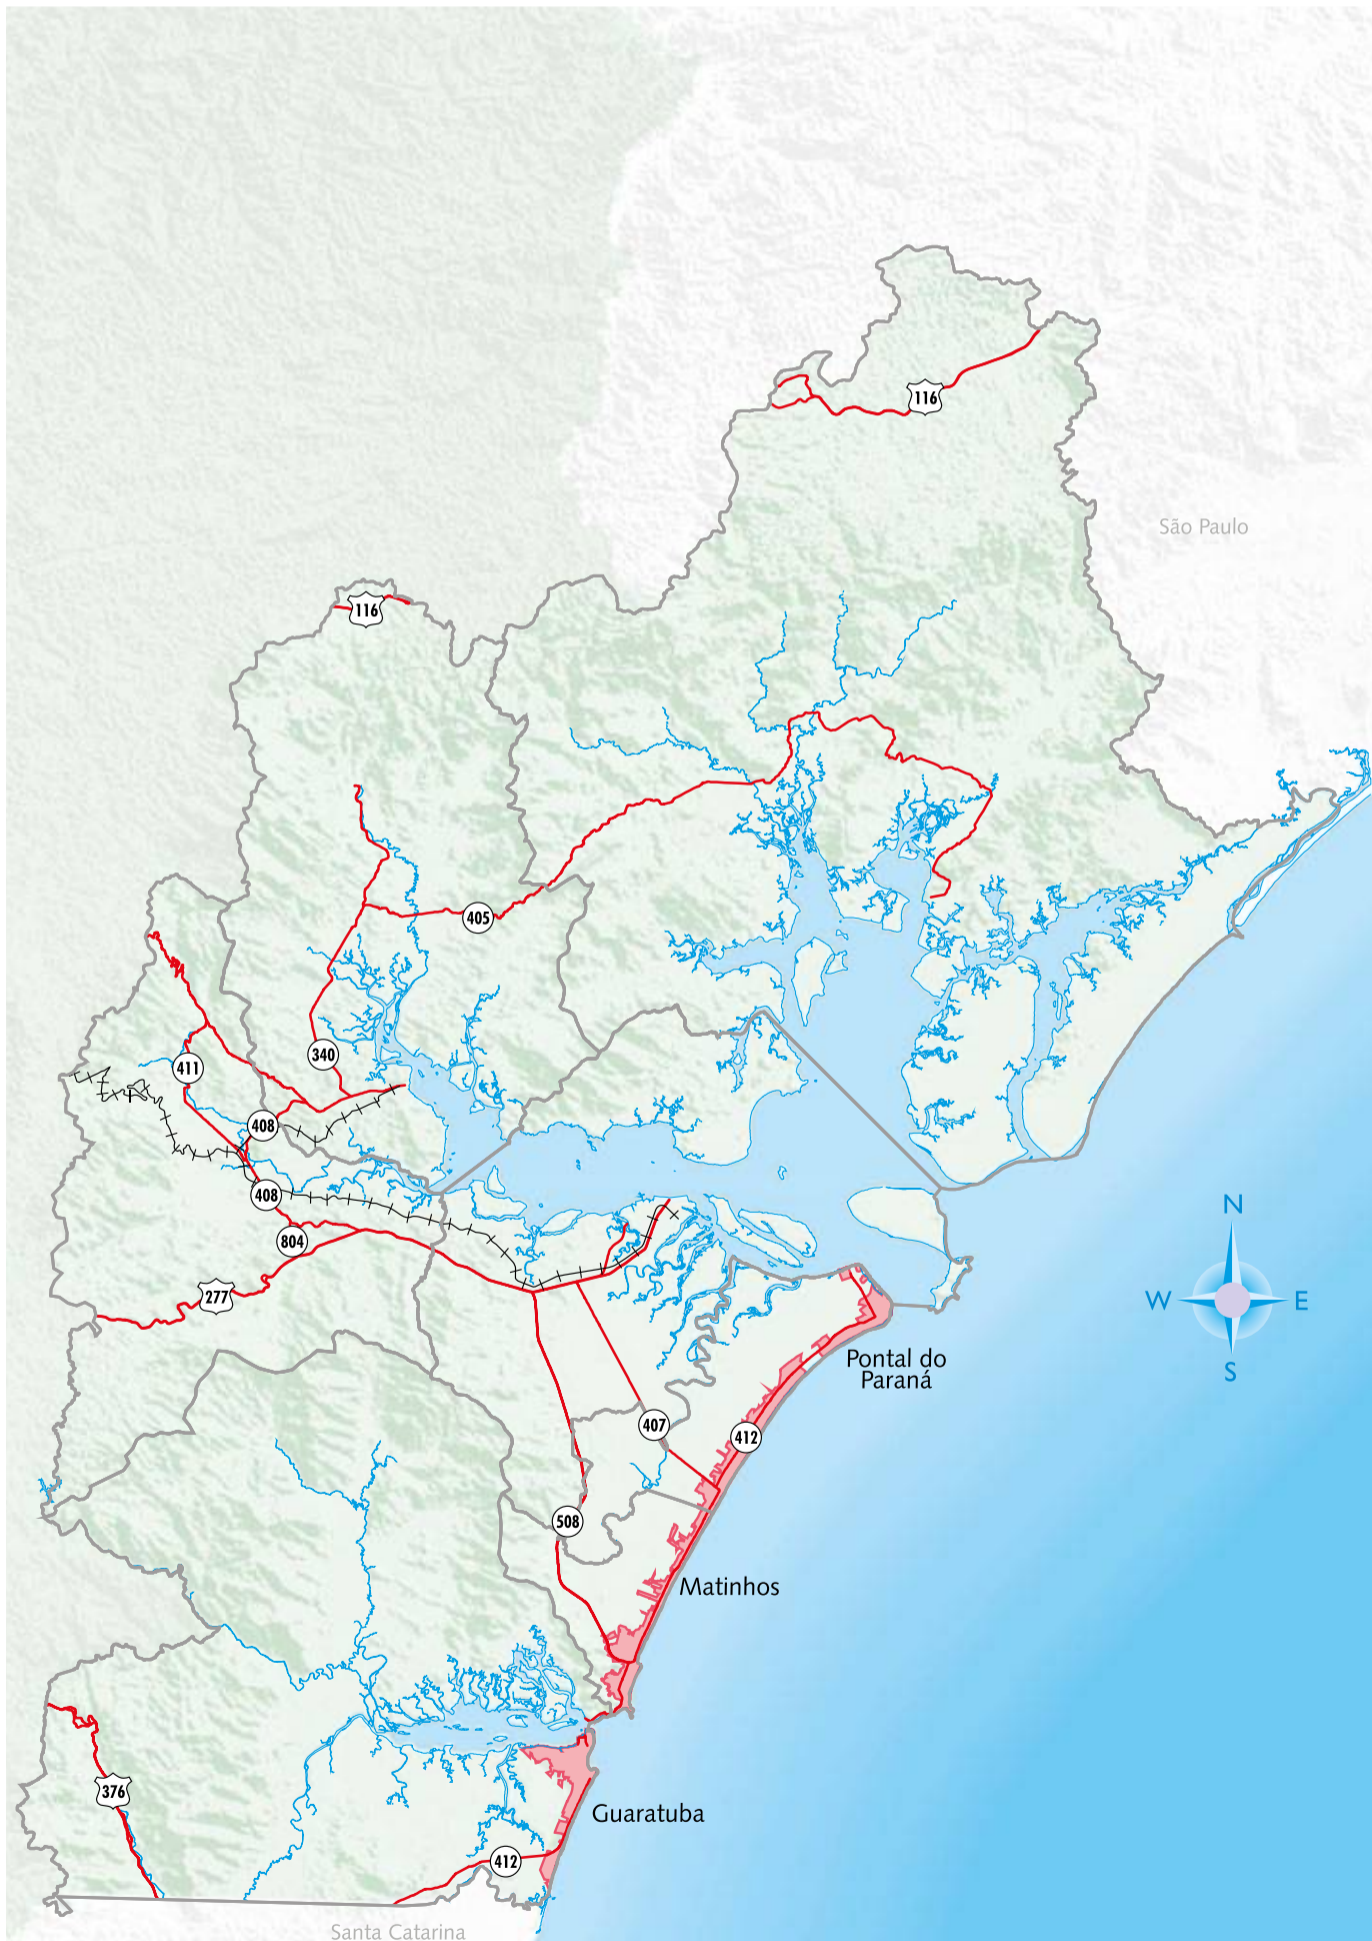 116
São Paulo
116
405
340
411
408
408
804
277
N
W
E
S
Pontal do
Paraná
407
412
508
Matinhos
376
Guaratuba
412
Santa Catarina